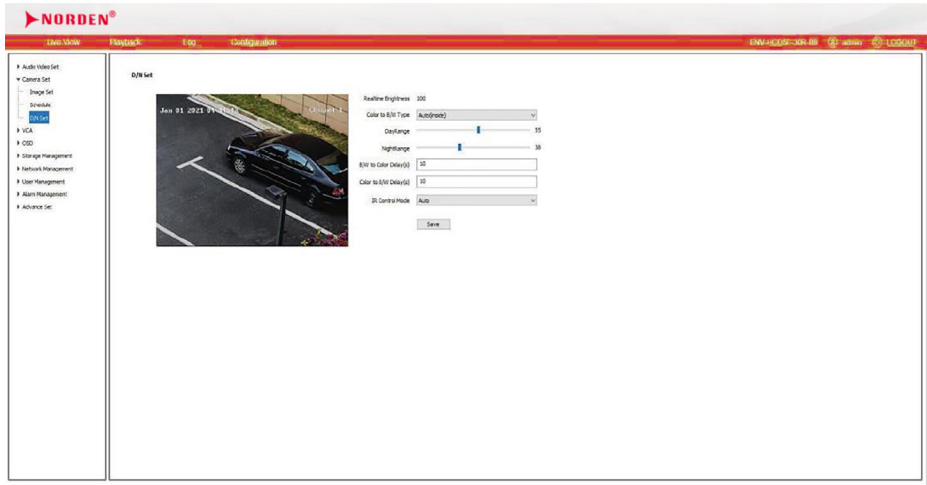 NORDEN®
Live View Playback Log Configuration admin LOGOUT
Audio Video Set
Camera Set
Image Set
Schedule
D/N Set
VCA
OSD
Storage Management
Network Management
User Management
Alarm Management
Advance Set
D/N Set
Jan 01 2021
Realtime Brightness 100
Color to B/W Type Auto(mode)
DayRange 55
NightRange 38
B/W to Color Delay(s) 10
Color to B/W Delay(s) 10
IR Control Mode Auto
Save